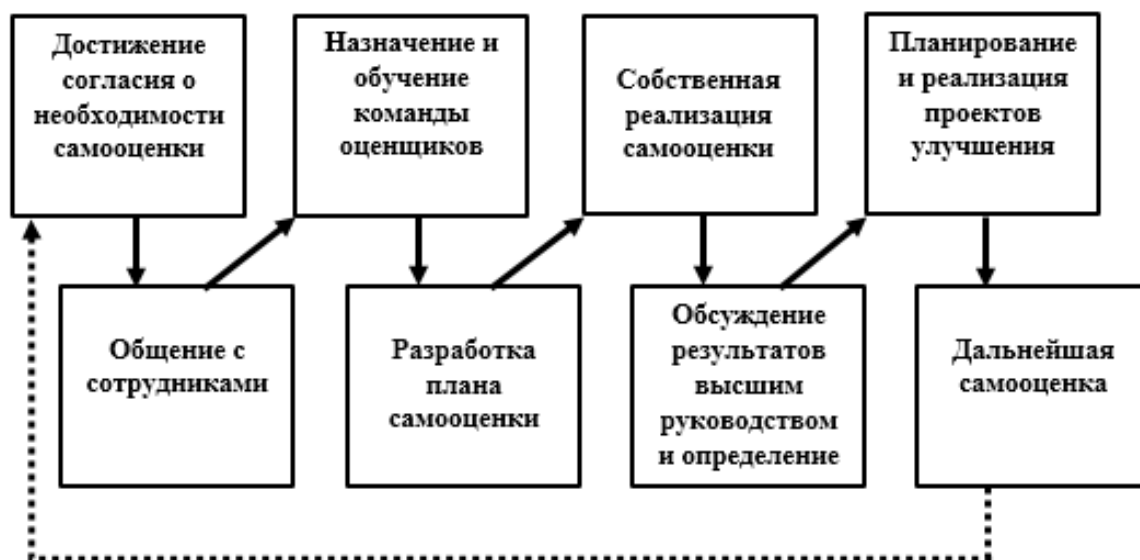 Достижение
согласия о
необходимости
самооценки
Общение с
сотрудниками
Назначение и
обучение
команды
оценщиков
Разработка
плана
самооценки
Собственная
реализация
самооценки
Обсуждение
результатов
высшим
руководством
и определение
Планирование
и реализация
проектов
улучшения
Дальнейшая
самооценка